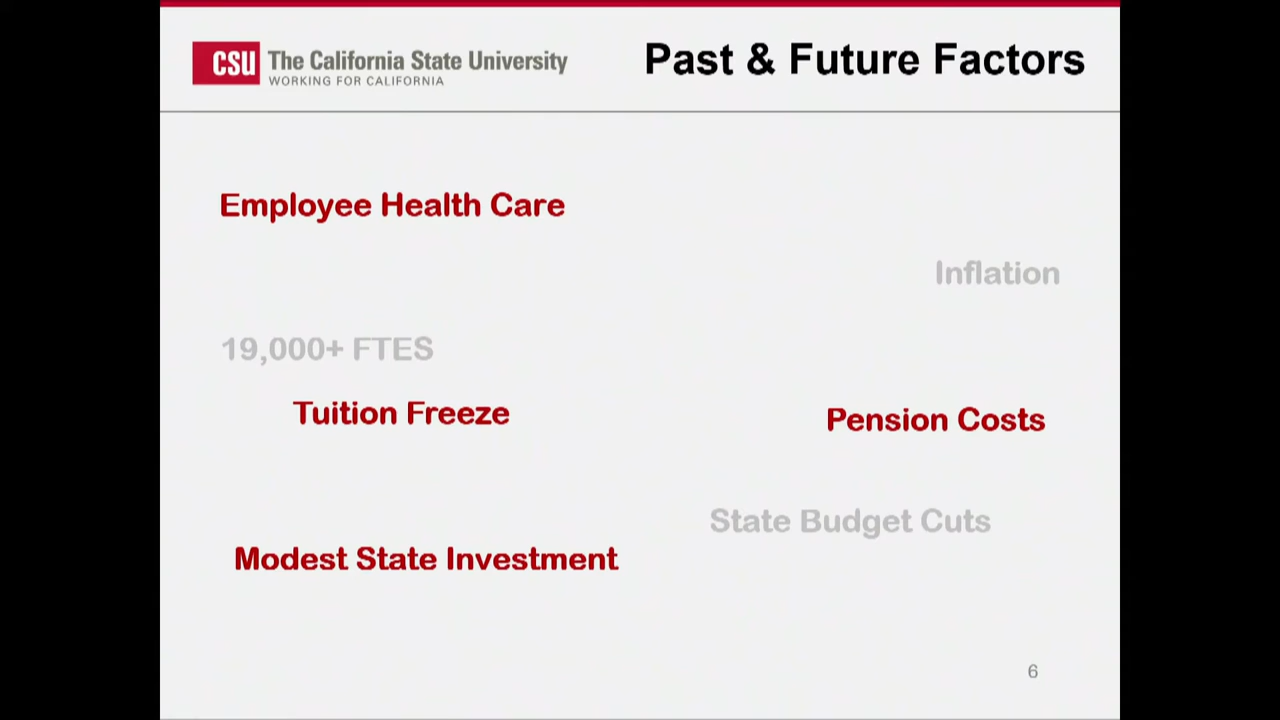 CSU The California State University
WORKING FOR CALIFORNIA
Past & Future Factors
Employee Health Care
Inflation
19,000+ FTES
Tuition Freeze
Pension Costs
State Budget Cuts
Modest State Investment
6